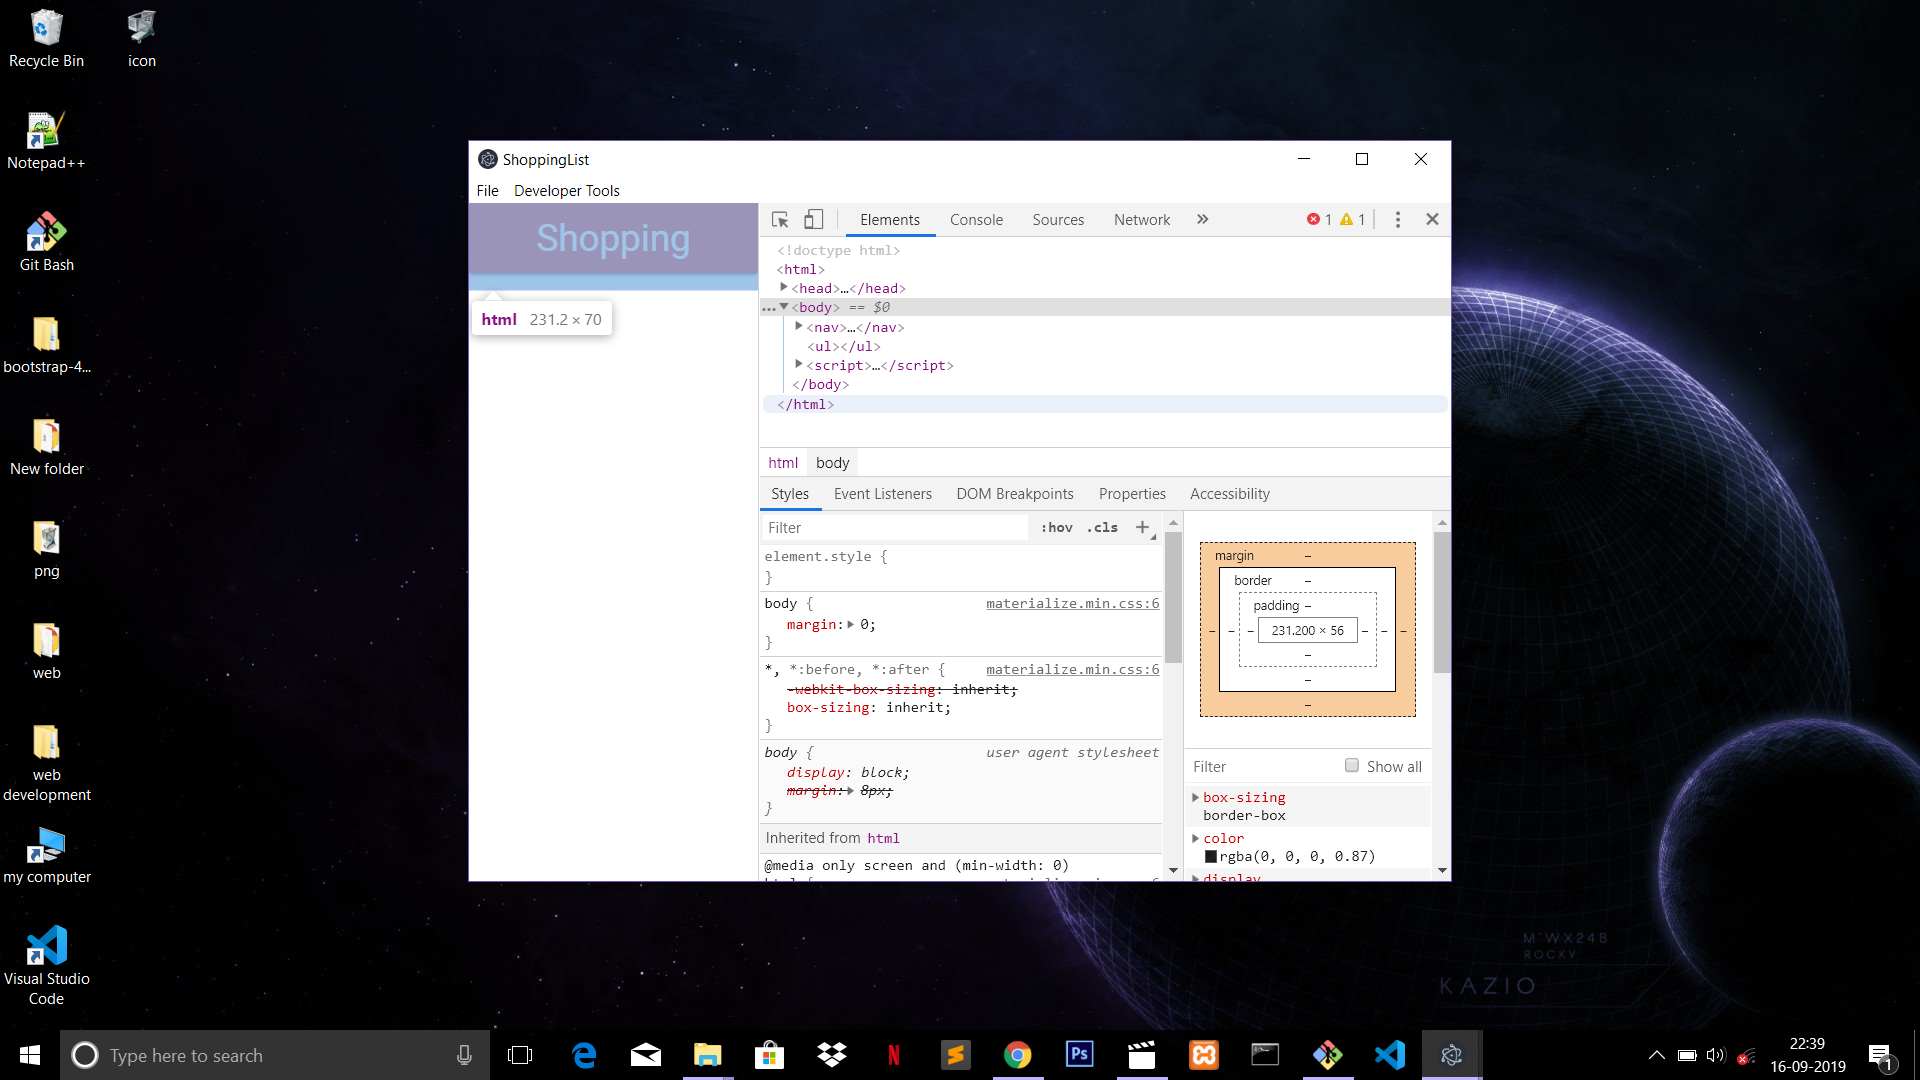 Recycle Bin
icon
Notepad++
Git Bash
bootstrap-4...
New folder
png
web
web
development
my computer
Visual Studio
Code
ShoppingList
File Developer Tools
Shopping
html 231.2 × 70
Elements Console Sources Network » 1 1
<!doctype html>
<html>
<head>…</head>
… <body> == $0
<nav>…</nav>
<ul></ul>
<script>…</script>
</body>
</html>
html body
Styles Event Listeners DOM Breakpoints Properties Accessibility
Filter :hov .cls +
element.style {
}
body { materialize.min.css:6
margin: 0;
}
*, *:before, *:after { materialize.min.css:6
-webkit-box-sizing: inherit;
box-sizing: inherit;
}
body { user agent stylesheet
display: block;
margin: 8px;
}
Inherited from html
@media only screen and (min-width: 0)
margin –
border –
padding –
– – – 231.200 × 56 – – –
–
–
–
Filter Show all
box-sizing
border-box
color
rgba(0, 0, 0, 0.87)
display
M'WX24B
ROCKY
KAZIO
Type here to search
N
Ps
22:39
16-09-2019
1